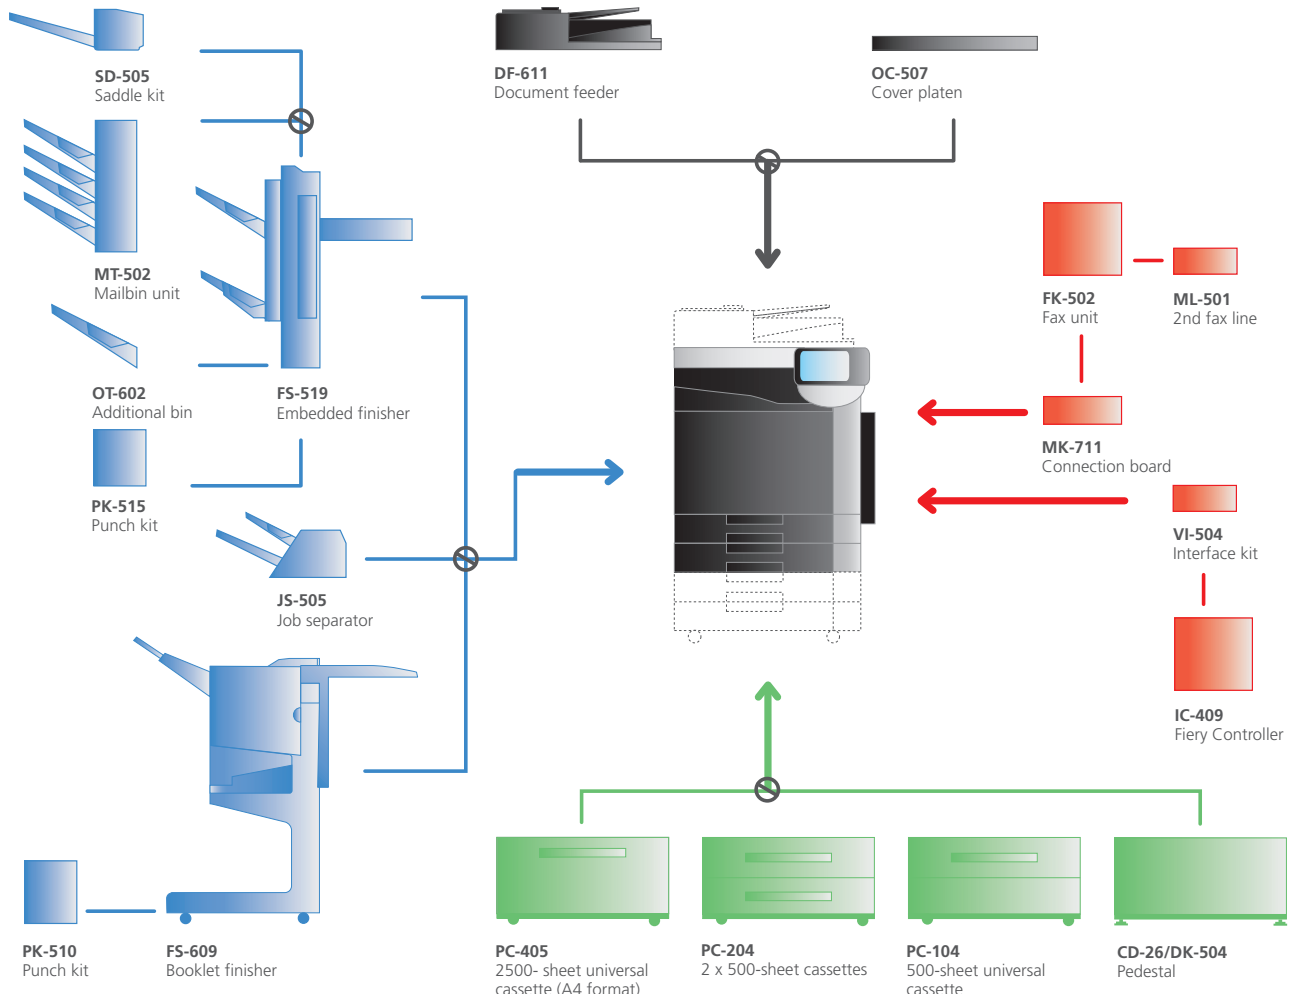 SD-505
Saddle kit
DF-611
Document feeder
OC-507
Cover platen
MT-502
Mailbin unit
FK-502
Fax unit
ML-501
2nd fax line
OT-602
Additional bin
FS-519
Embedded finisher
MK-711
Connection board
PK-515
Punch kit
VI-504
Interface kit
JS-505
Job separator
IC-409
Fiery Controller
PK-510
Punch kit
FS-609
Booklet finisher
PC-405
2500- sheet universal
cassette (A4 format)
PC-204
2 x 500-sheet cassettes
PC-104
500-sheet universal
cassette
CD-26/DK-504
Pedestal